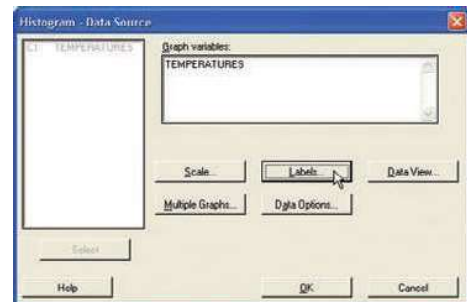 Histogram - Data Source
C1 TEMPERATURES
Graph variables:
TEMPERATURES
Scale... Labels... Data View...
Multiple Graphs... Data Options...
Select
Help OK Cancel